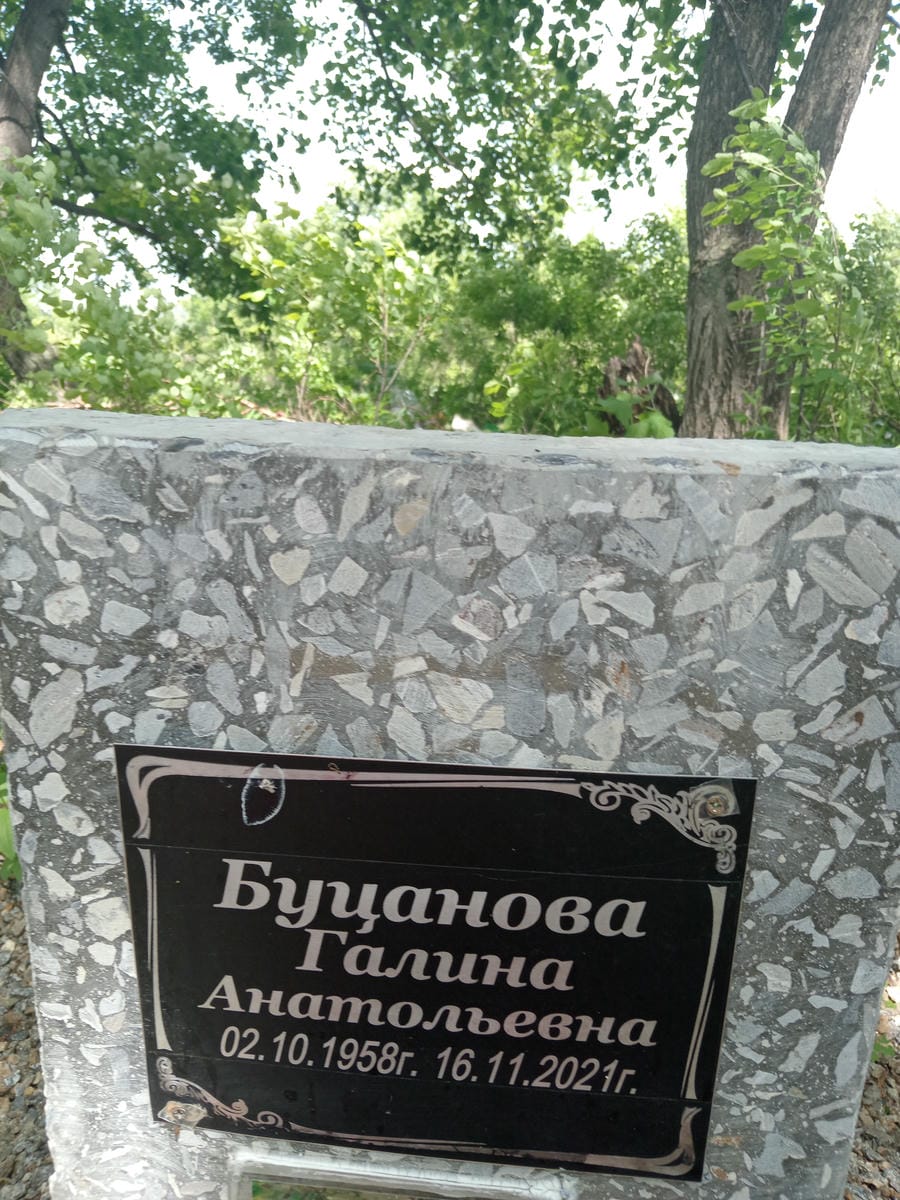 Буцанова
Галина
Анатольевна
02.10.1958г. 16.11.2021г.